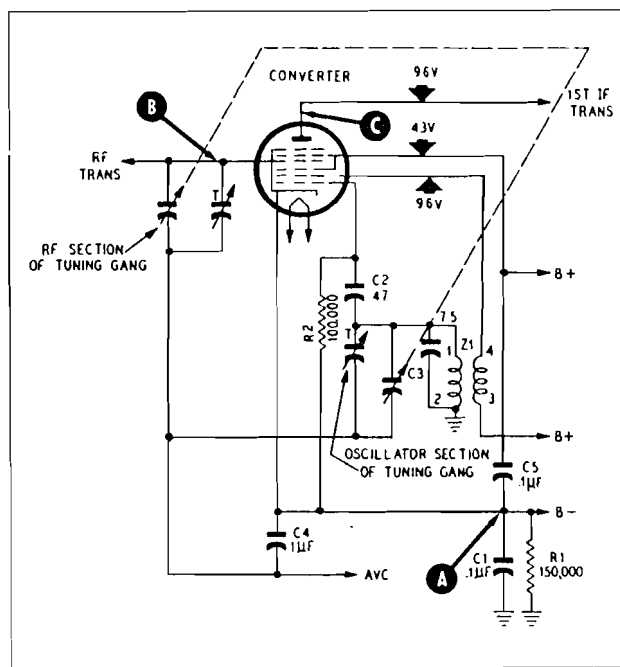 CONVERTER
96V
1ST IF
TRANS
B
C
43V
RF
TRANS
96V
T
RF SECTION
OF TUNING GANG
C2
47
B+
R2
100,000
T
75
1
Z1
4
C3
2
3
B+
OSCILLATOR SECTION
OF TUNING GANG
C5
.1µF
B-
C4
.1µF
A
C1
.1µF
R1
150,000
AVC